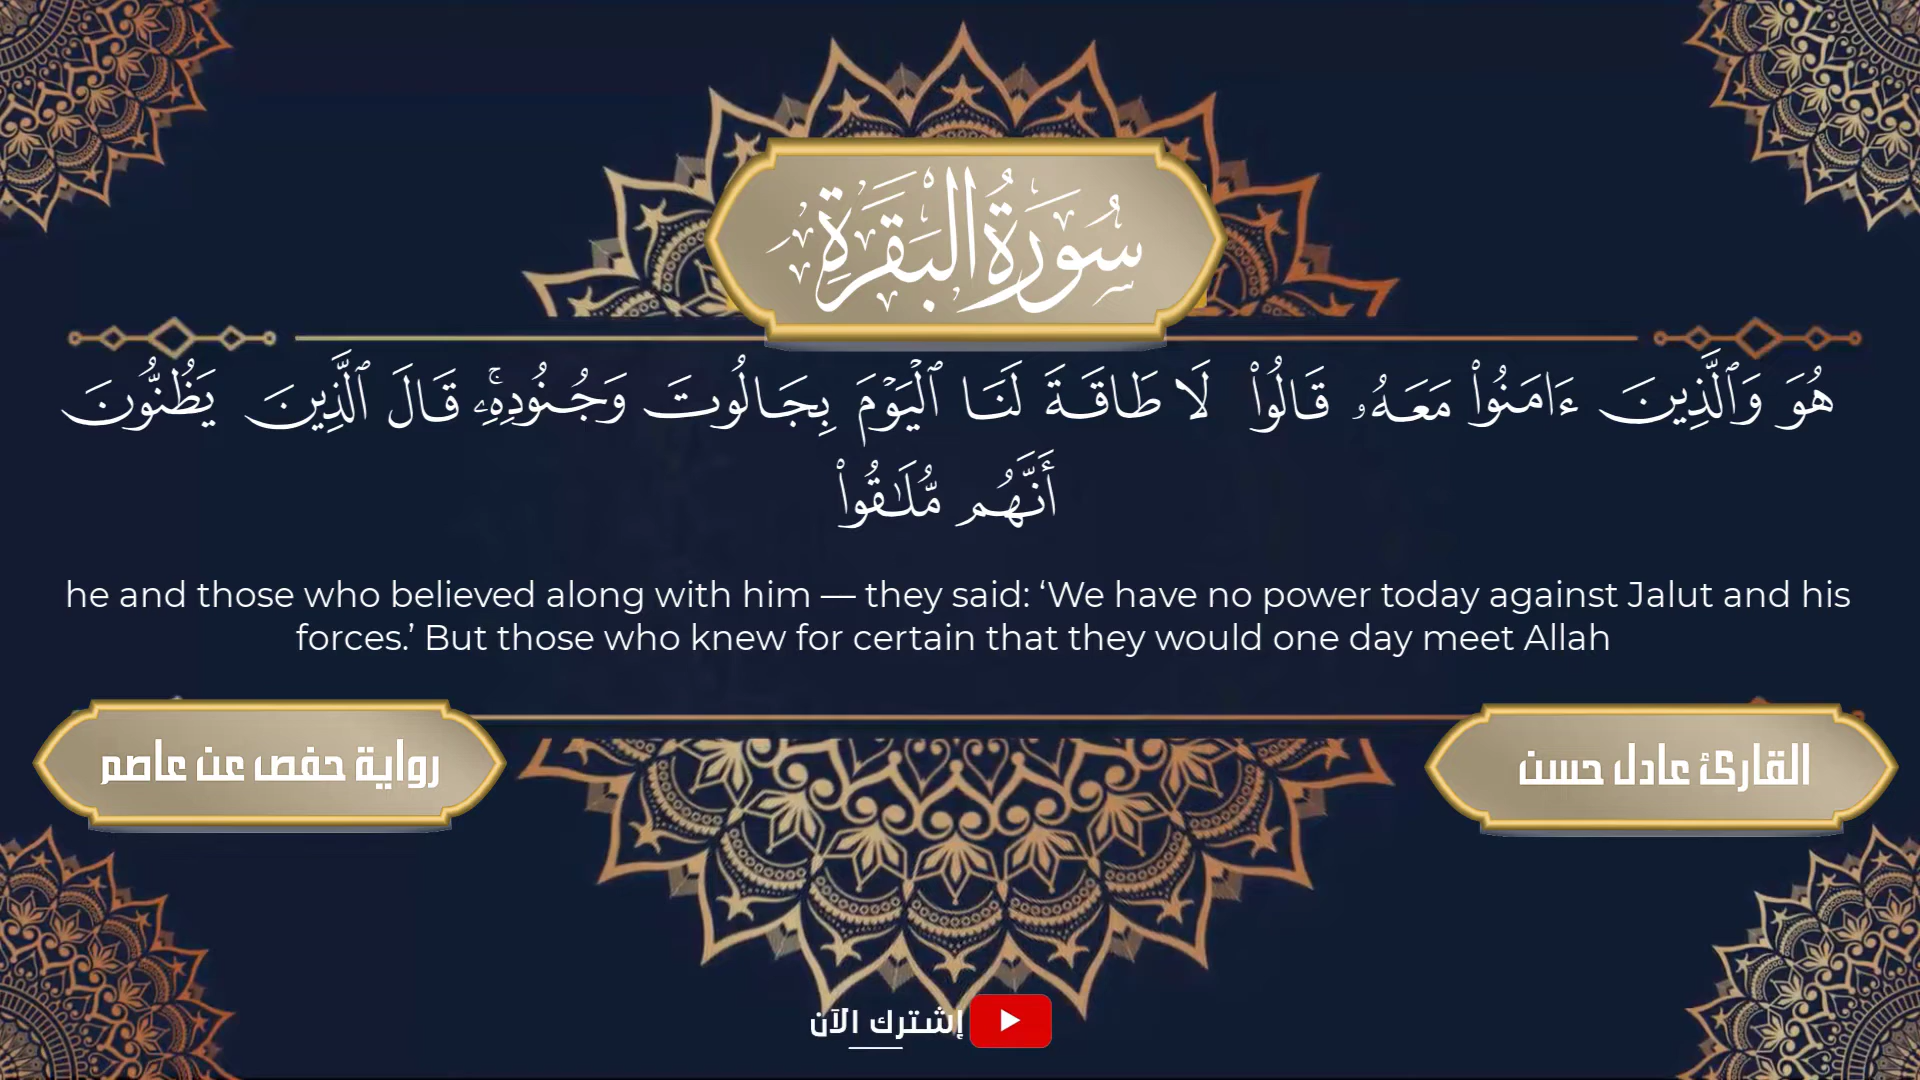 سُورَةُ البَقَرَةِ
هُوَ وَٱلَّذِينَ ءَامَنُوا۟ مَعَهُۥ قَالُوا۟ لَا طَاقَةَ لَنَا ٱلْيَوْمَ بِجَالُوتَ وَجُنُودِهِۦۚ قَالَ ٱلَّذِينَ يَظُنُّونَ
أَنَّهُم مُّلَـٰقُوا۟
he and those who believed along with him — they said: ‘We have no power today against Jalut and his
forces.’ But those who knew for certain that they would one day meet Allah
القارئ عادل حسن
رواية حفص عن عاصم
إشترك الآن